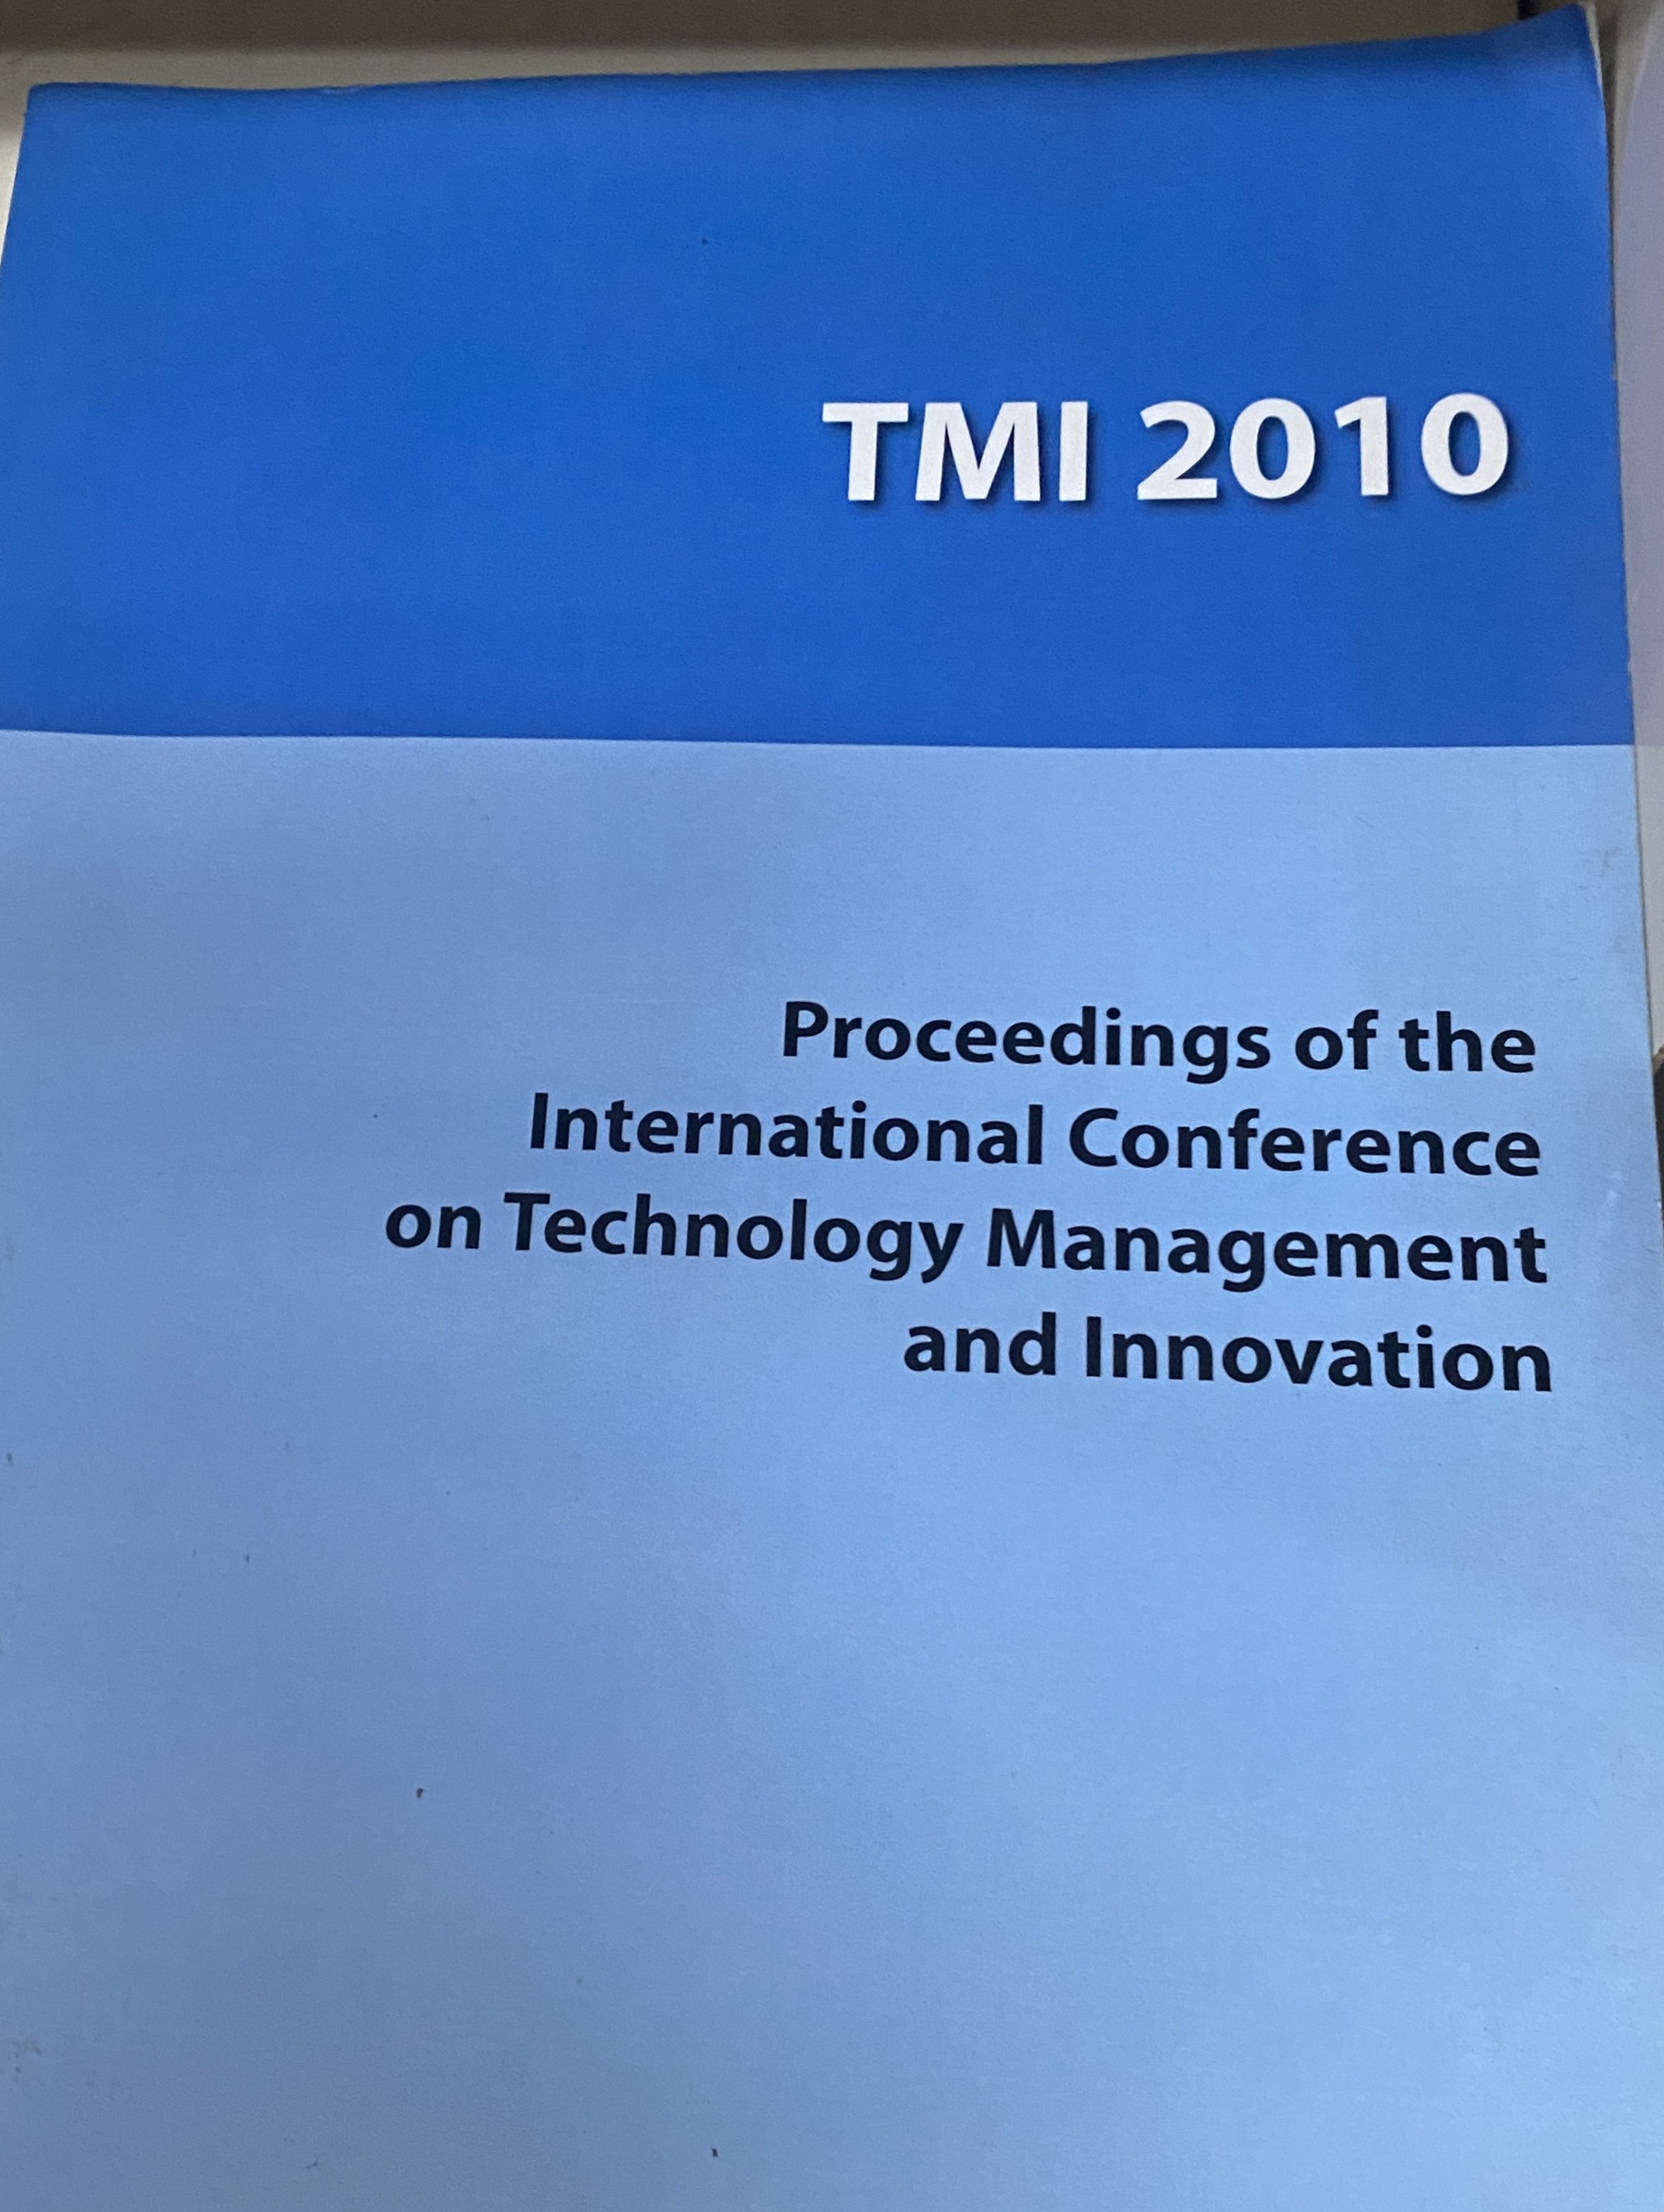 TMI 2010
Proceedings of the
International Conference
on Technology Management
and Innovation